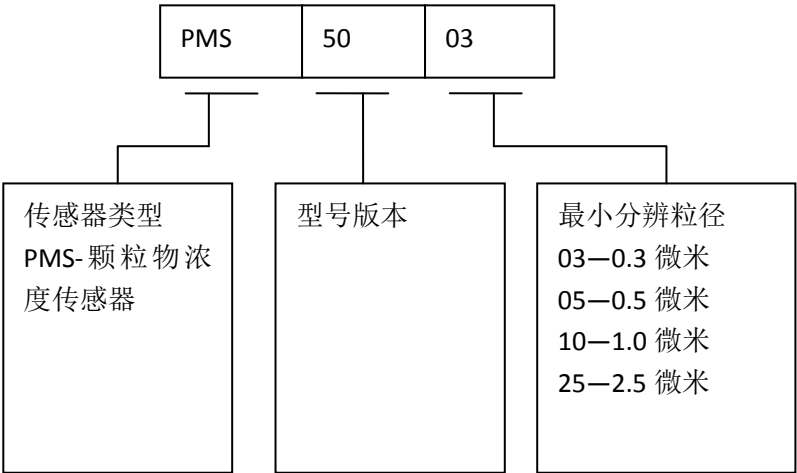 PMS 50 03
传感器类型
PMS-颗粒物浓
度传感器
型号版本
最小分辨粒径
03—0.3 微米
05—0.5 微米
10—1.0 微米
25—2.5 微米